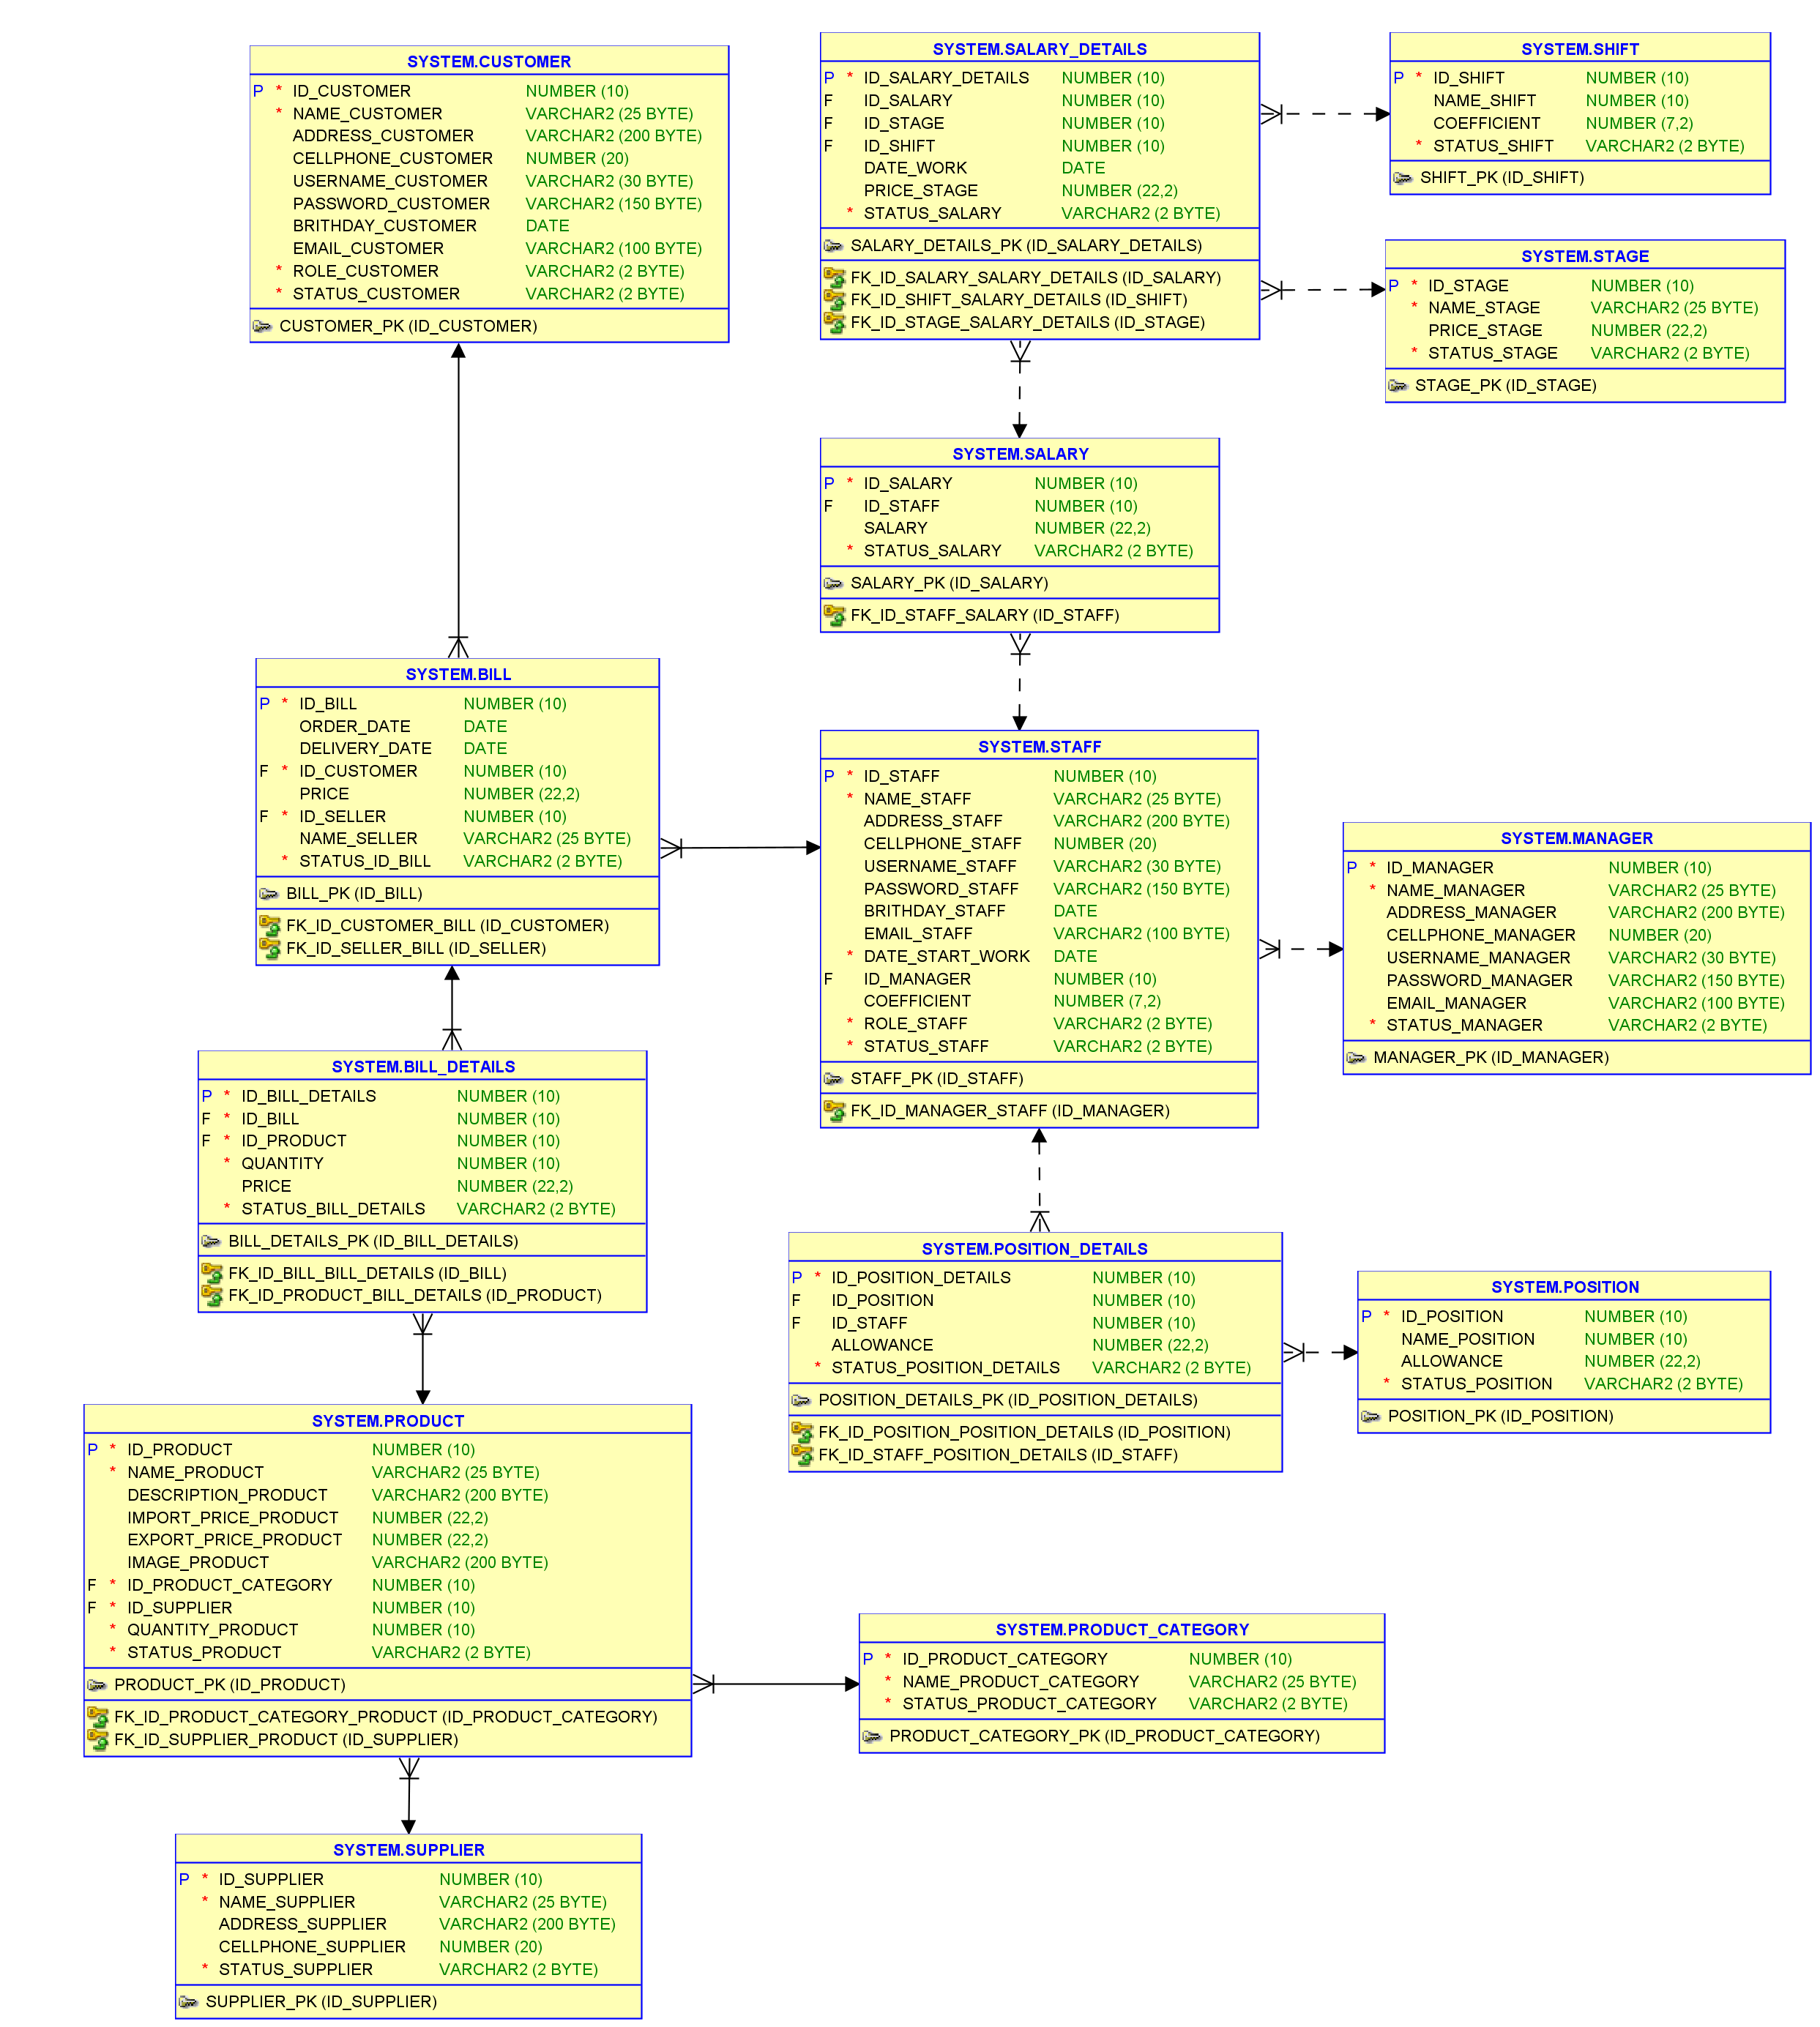 SYSTEM.CUSTOMER
P * ID_CUSTOMER NUMBER (10)
* NAME_CUSTOMER VARCHAR2 (25 BYTE)
ADDRESS_CUSTOMER VARCHAR2 (200 BYTE)
CELLPHONE_CUSTOMER NUMBER (20)
USERNAME_CUSTOMER VARCHAR2 (30 BYTE)
PASSWORD_CUSTOMER VARCHAR2 (150 BYTE)
BRITHDAY_CUSTOMER DATE
EMAIL_CUSTOMER VARCHAR2 (100 BYTE)
* ROLE_CUSTOMER VARCHAR2 (2 BYTE)
* STATUS_CUSTOMER VARCHAR2 (2 BYTE)
CUSTOMER_PK (ID_CUSTOMER)
SYSTEM.SALARY_DETAILS
P * ID_SALARY_DETAILS NUMBER (10)
F ID_SALARY NUMBER (10)
F ID_STAGE NUMBER (10)
F ID_SHIFT NUMBER (10)
DATE_WORK DATE
PRICE_STAGE NUMBER (22,2)
* STATUS_SALARY VARCHAR2 (2 BYTE)
SALARY_DETAILS_PK (ID_SALARY_DETAILS)
FK_ID_SALARY_SALARY_DETAILS (ID_SALARY)
FK_ID_SHIFT_SALARY_DETAILS (ID_SHIFT)
FK_ID_STAGE_SALARY_DETAILS (ID_STAGE)
SYSTEM.SHIFT
P * ID_SHIFT NUMBER (10)
NAME_SHIFT NUMBER (10)
COEFFICIENT NUMBER (7,2)
* STATUS_SHIFT VARCHAR2 (2 BYTE)
SHIFT_PK (ID_SHIFT)
SYSTEM.STAGE
P * ID_STAGE NUMBER (10)
* NAME_STAGE VARCHAR2 (25 BYTE)
PRICE_STAGE NUMBER (22,2)
* STATUS_STAGE VARCHAR2 (2 BYTE)
STAGE_PK (ID_STAGE)
SYSTEM.SALARY
P * ID_SALARY NUMBER (10)
F ID_STAFF NUMBER (10)
SALARY NUMBER (22,2)
* STATUS_SALARY VARCHAR2 (2 BYTE)
SALARY_PK (ID_SALARY)
FK_ID_STAFF_SALARY (ID_STAFF)
SYSTEM.BILL
P * ID_BILL NUMBER (10)
ORDER_DATE DATE
DELIVERY_DATE DATE
F * ID_CUSTOMER NUMBER (10)
PRICE NUMBER (22,2)
F * ID_SELLER NUMBER (10)
NAME_SELLER VARCHAR2 (25 BYTE)
* STATUS_ID_BILL VARCHAR2 (2 BYTE)
BILL_PK (ID_BILL)
FK_ID_CUSTOMER_BILL (ID_CUSTOMER)
FK_ID_SELLER_BILL (ID_SELLER)
SYSTEM.STAFF
P * ID_STAFF NUMBER (10)
* NAME_STAFF VARCHAR2 (25 BYTE)
ADDRESS_STAFF VARCHAR2 (200 BYTE)
CELLPHONE_STAFF NUMBER (20)
USERNAME_STAFF VARCHAR2 (30 BYTE)
PASSWORD_STAFF VARCHAR2 (150 BYTE)
BRITHDAY_STAFF DATE
EMAIL_STAFF VARCHAR2 (100 BYTE)
* DATE_START_WORK DATE
F ID_MANAGER NUMBER (10)
COEFFICIENT NUMBER (7,2)
* ROLE_STAFF VARCHAR2 (2 BYTE)
* STATUS_STAFF VARCHAR2 (2 BYTE)
STAFF_PK (ID_STAFF)
FK_ID_MANAGER_STAFF (ID_MANAGER)
SYSTEM.MANAGER
P * ID_MANAGER NUMBER (10)
* NAME_MANAGER VARCHAR2 (25 BYTE)
ADDRESS_MANAGER VARCHAR2 (200 BYTE)
CELLPHONE_MANAGER NUMBER (20)
USERNAME_MANAGER VARCHAR2 (30 BYTE)
PASSWORD_MANAGER VARCHAR2 (150 BYTE)
EMAIL_MANAGER VARCHAR2 (100 BYTE)
* STATUS_MANAGER VARCHAR2 (2 BYTE)
MANAGER_PK (ID_MANAGER)
SYSTEM.BILL_DETAILS
P * ID_BILL_DETAILS NUMBER (10)
F * ID_BILL NUMBER (10)
F * ID_PRODUCT NUMBER (10)
* QUANTITY NUMBER (10)
PRICE NUMBER (22,2)
* STATUS_BILL_DETAILS VARCHAR2 (2 BYTE)
BILL_DETAILS_PK (ID_BILL_DETAILS)
FK_ID_BILL_BILL_DETAILS (ID_BILL)
FK_ID_PRODUCT_BILL_DETAILS (ID_PRODUCT)
SYSTEM.POSITION_DETAILS
P * ID_POSITION_DETAILS NUMBER (10)
F ID_POSITION NUMBER (10)
F ID_STAFF NUMBER (10)
ALLOWANCE NUMBER (22,2)
* STATUS_POSITION_DETAILS VARCHAR2 (2 BYTE)
POSITION_DETAILS_PK (ID_POSITION_DETAILS)
FK_ID_POSITION_POSITION_DETAILS (ID_POSITION)
FK_ID_STAFF_POSITION_DETAILS (ID_STAFF)
SYSTEM.POSITION
P * ID_POSITION NUMBER (10)
NAME_POSITION NUMBER (10)
ALLOWANCE NUMBER (22,2)
* STATUS_POSITION VARCHAR2 (2 BYTE)
POSITION_PK (ID_POSITION)
SYSTEM.PRODUCT
P * ID_PRODUCT NUMBER (10)
* NAME_PRODUCT VARCHAR2 (25 BYTE)
DESCRIPTION_PRODUCT VARCHAR2 (200 BYTE)
IMPORT_PRICE_PRODUCT NUMBER (22,2)
EXPORT_PRICE_PRODUCT NUMBER (22,2)
IMAGE_PRODUCT VARCHAR2 (200 BYTE)
F * ID_PRODUCT_CATEGORY NUMBER (10)
F * ID_SUPPLIER NUMBER (10)
* QUANTITY_PRODUCT NUMBER (10)
* STATUS_PRODUCT VARCHAR2 (2 BYTE)
PRODUCT_PK (ID_PRODUCT)
FK_ID_PRODUCT_CATEGORY_PRODUCT (ID_PRODUCT_CATEGORY)
FK_ID_SUPPLIER_PRODUCT (ID_SUPPLIER)
SYSTEM.PRODUCT_CATEGORY
P * ID_PRODUCT_CATEGORY NUMBER (10)
* NAME_PRODUCT_CATEGORY VARCHAR2 (25 BYTE)
* STATUS_PRODUCT_CATEGORY VARCHAR2 (2 BYTE)
PRODUCT_CATEGORY_PK (ID_PRODUCT_CATEGORY)
SYSTEM.SUPPLIER
P * ID_SUPPLIER NUMBER (10)
* NAME_SUPPLIER VARCHAR2 (25 BYTE)
ADDRESS_SUPPLIER VARCHAR2 (200 BYTE)
CELLPHONE_SUPPLIER NUMBER (20)
* STATUS_SUPPLIER VARCHAR2 (2 BYTE)
SUPPLIER_PK (ID_SUPPLIER)